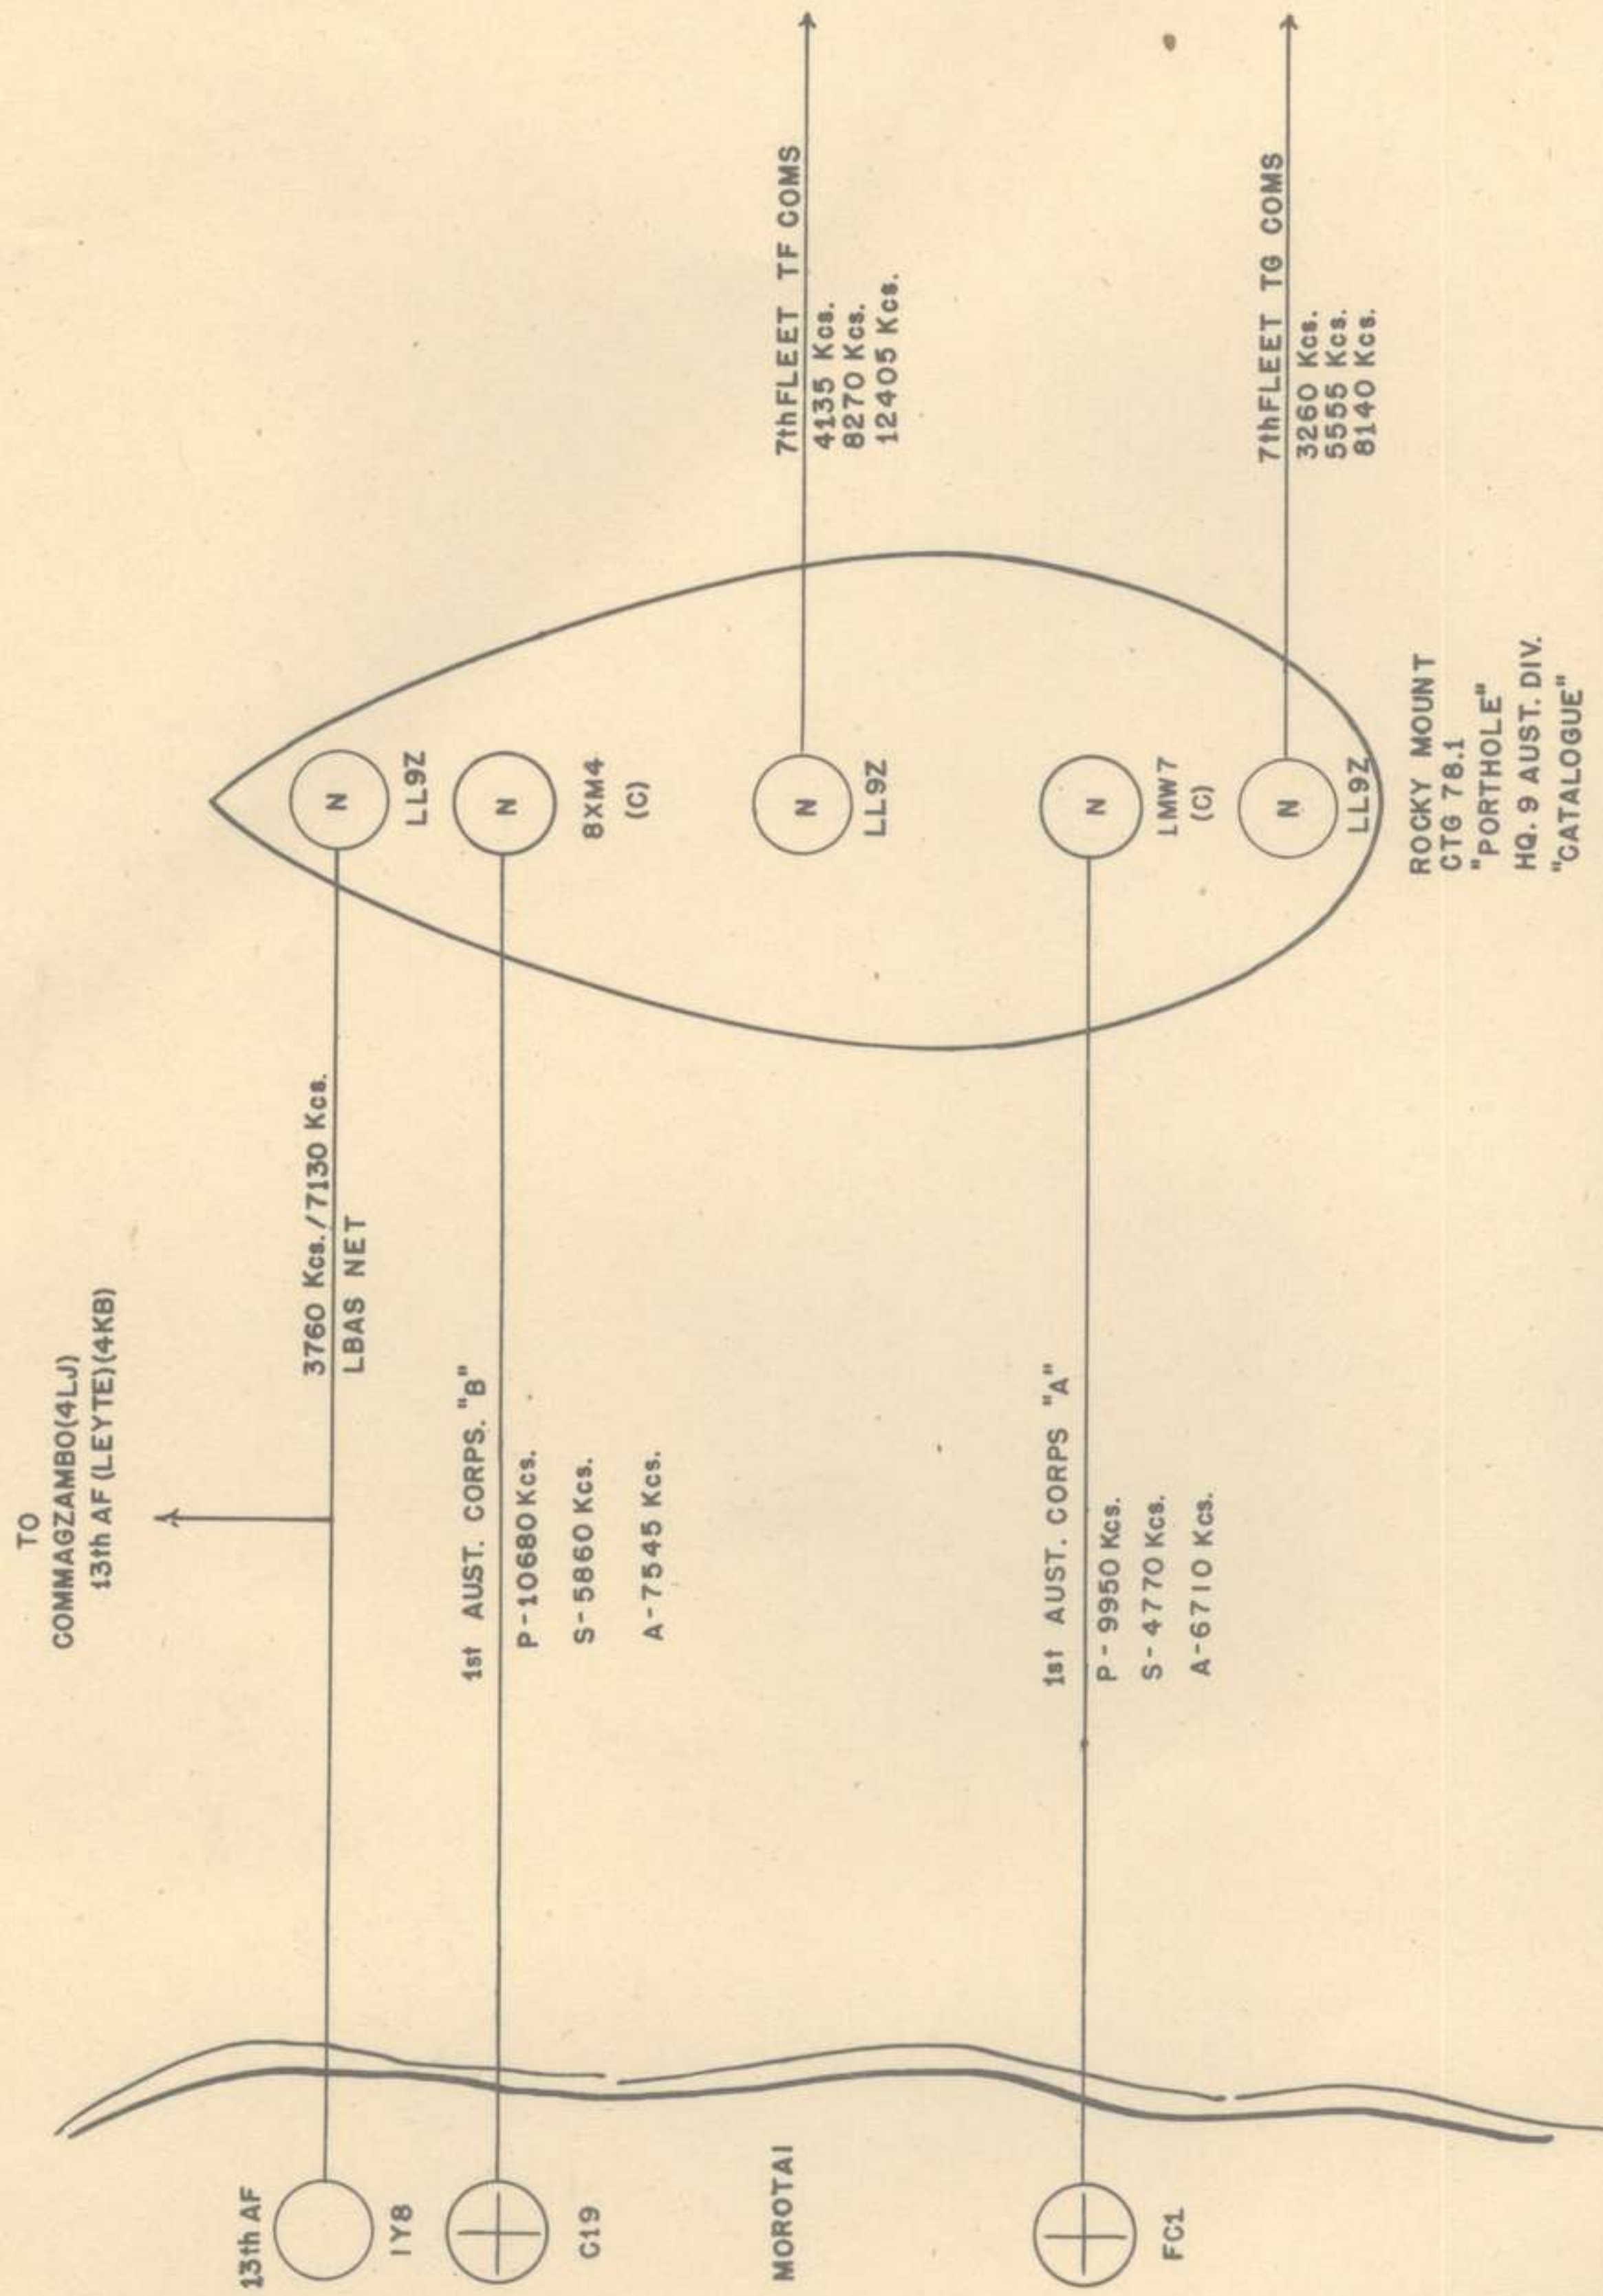 TO
COMMAGZAMBO(4LJ)
13th AF (LEYTE)(4KB)
3760 Kcs./7130 Kcs.
LBAS NET
13th AF
1Y8
N
LL9Z
1st AUST. CORPS. "B"
P-10680 Kcs.
S-5860 Kcs.
A-7545 Kcs.
C19
N
8XM4
(C)
MOROTAI
N
LL9Z
7thFLEET TF COMS
4135 Kcs.
8270 Kcs.
12405 Kcs.
1st AUST. CORPS "A"
P-9950 Kcs.
S-4770 Kcs.
A-6710 Kcs.
FC1
N
LMW7
(C)
N
LL9Z
7thFLEET TG COMS
3260 Kcs.
5555 Kcs.
8140 Kcs.
ROCKY MOUNT
CTG 78.1
"PORTHOLE"
HQ. 9 AUST. DIV.
"CATALOGUE"